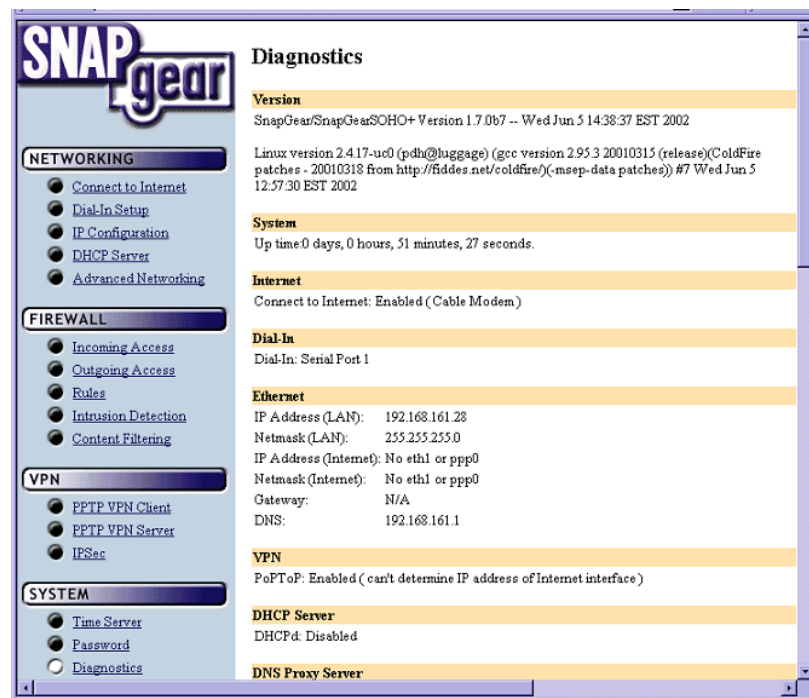 SNAP
gear
NETWORKING
Connect to Internet
Dial-In Setup
IP Configuration
DHCP Server
Advanced Networking
FIREWALL
Incoming Access
Outgoing Access
Rules
Intrusion Detection
Content Filtering
VPN
PPTP VPN Client
PPTP VPN Server
IPSec
SYSTEM
Time Server
Password
Diagnostics
Diagnostics
Version
SnapGear/SnapGearSOHO+ Version 1.7.0b7 -- Wed Jun 5 14:38:37 EST 2002
Linux version 2.4.17-uc0 (pdh@luggage) (gcc version 2.95.3 20010315 (release)(ColdFire
patches - 20010318 from http://fiddes.net/coldfire/)(-msep-data patches)) #7 Wed Jun 5
12:57:30 EST 2002
System
Up time:0 days, 0 hours, 51 minutes, 27 seconds.
Internet
Connect to Internet: Enabled ( Cable Modem )
Dial-In
Dial-In: Serial Port 1
Ethernet
IP Address (LAN): 192.168.161.28
Netmask (LAN): 255.255.255.0
IP Address (Internet): No eth1 or ppp0
Netmask (Internet): No eth1 or ppp0
Gateway: N/A
DNS: 192.168.161.1
VPN
PoPToP: Enabled ( can't determine IP address of Internet interface )
DHCP Server
DHCPd: Disabled
DNS Proxy Server